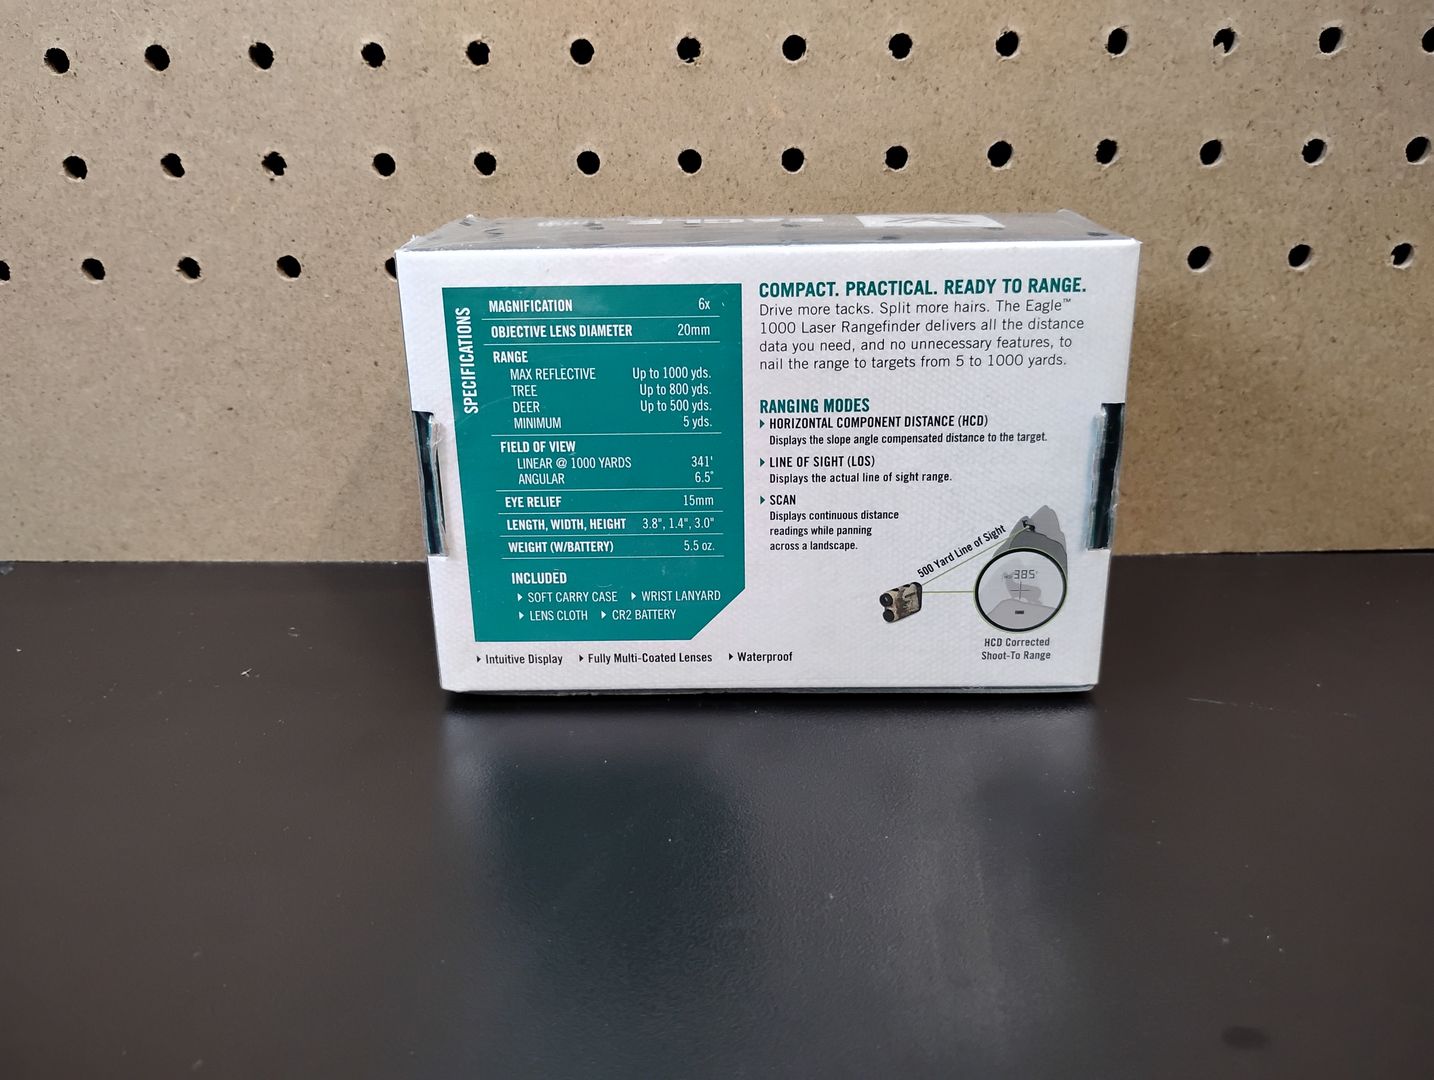 SPECIFICATIONS
MAGNIFICATION 6x
OBJECTIVE LENS DIAMETER 20mm
RANGE
MAX REFLECTIVE Up to 1000 yds.
TREE Up to 800 yds.
DEER Up to 500 yds.
MINIMUM 5 yds.
FIELD OF VIEW
LINEAR @ 1000 YARDS 341'
ANGULAR 6.5°
EYE RELIEF 15mm
LENGTH, WIDTH, HEIGHT 3.8", 1.4", 3.0"
WEIGHT (W/BATTERY) 5.5 oz.
INCLUDED
SOFT CARRY CASE WRIST LANYARD
LENS CLOTH CR2 BATTERY
Intuitive Display Fully Multi-Coated Lenses Waterproof
COMPACT. PRACTICAL. READY TO RANGE.
Drive more tacks. Split more hairs. The Eagle™
1000 Laser Rangefinder delivers all the distance
data you need, and no unnecessary features, to
nail the range to targets from 5 to 1000 yards.
RANGING MODES
HORIZONTAL COMPONENT DISTANCE (HCD)
Displays the slope angle compensated distance to the target.
LINE OF SIGHT (LOS)
Displays the actual line of sight range.
SCAN
Displays continuous distance
readings while panning
across a landscape.
500 Yard Line of Sight
385
HCD Corrected
Shoot-To Range